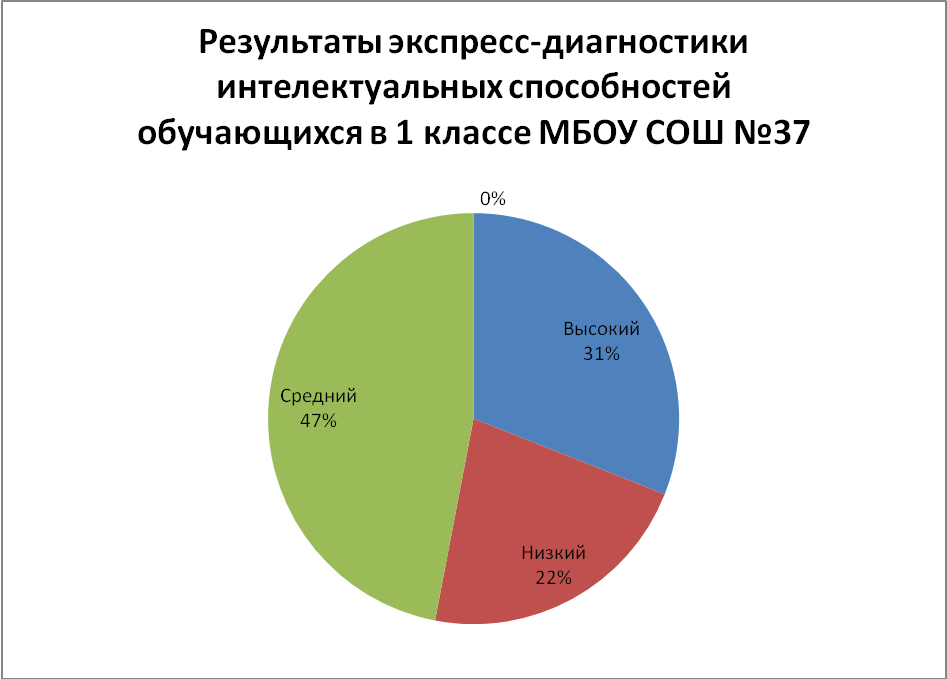 Результаты экспресс-диагностики
интелектуальных способностей
обучающихся в 1 классе МБОУ СОШ №37
0%
Высокий
31%
Средний
47%
Низкий
22%